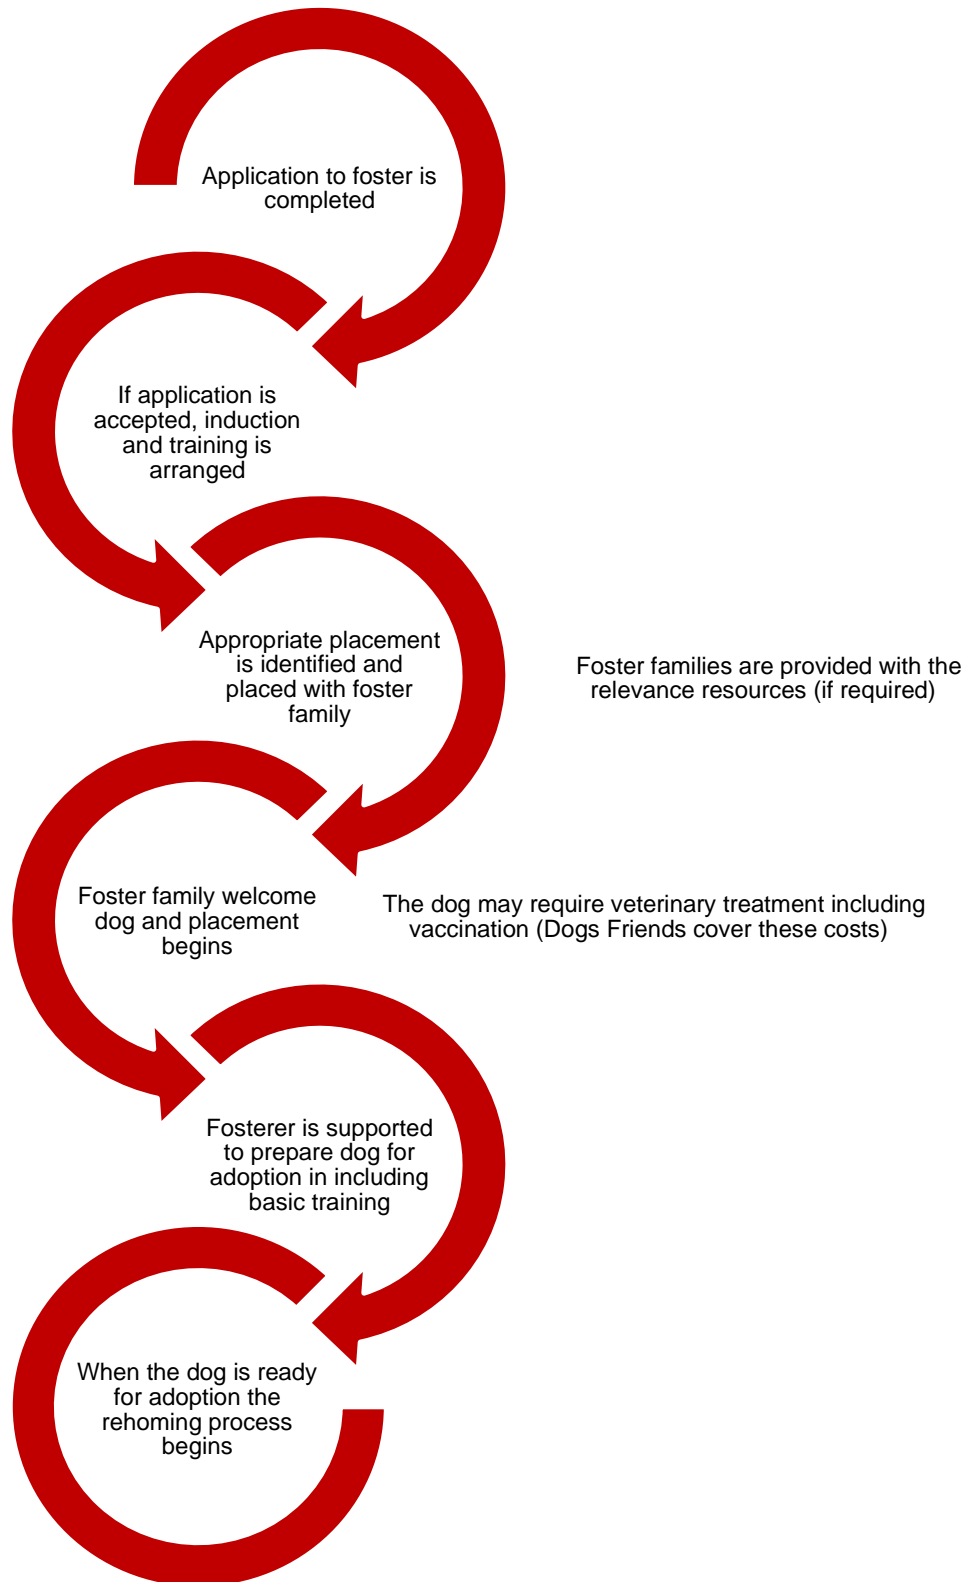 Application to foster is
completed
If application is
accepted, induction
and training is
arranged
Appropriate placement
is identified and
placed with foster
family
Foster families are provided with the
relevance resources (if required)
Foster family welcome
dog and placement
begins
The dog may require veterinary treatment including
vaccination (Dogs Friends cover these costs)
Fosterer is supported
to prepare dog for
adoption in including
basic training
When the dog is ready
for adoption the
rehoming process
begins